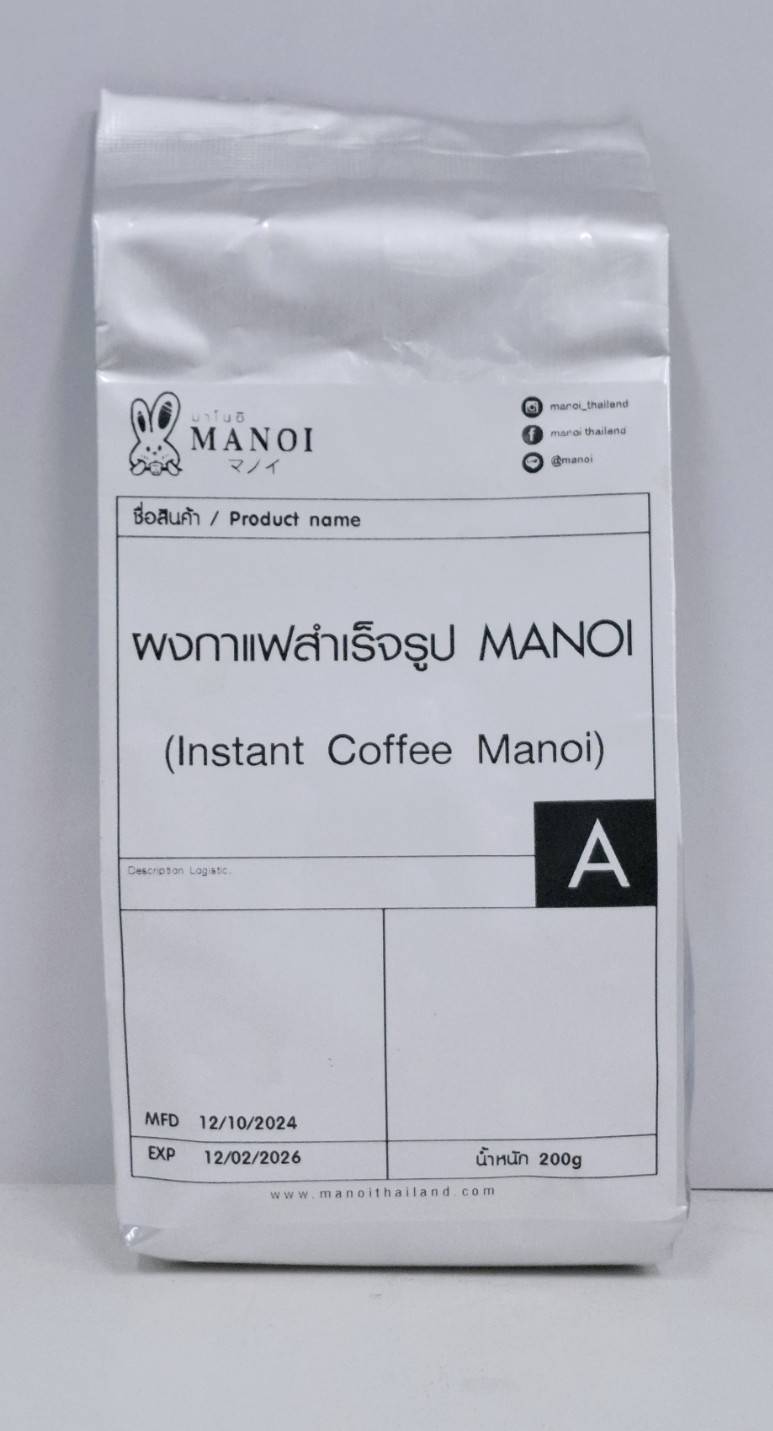 มาโนอิ
MANOI
マノイ
manoi_thailand
manoi thailand
@manoi
ชื่อสินค้า / Product name
ผงกาแฟสำเร็จรูป MANOI
(Instant Coffee Manoi)
A
Description Logistic.
MFD 12/10/2024
EXP 12/02/2026
น้ำหนัก 200g
www.manoithailand.com